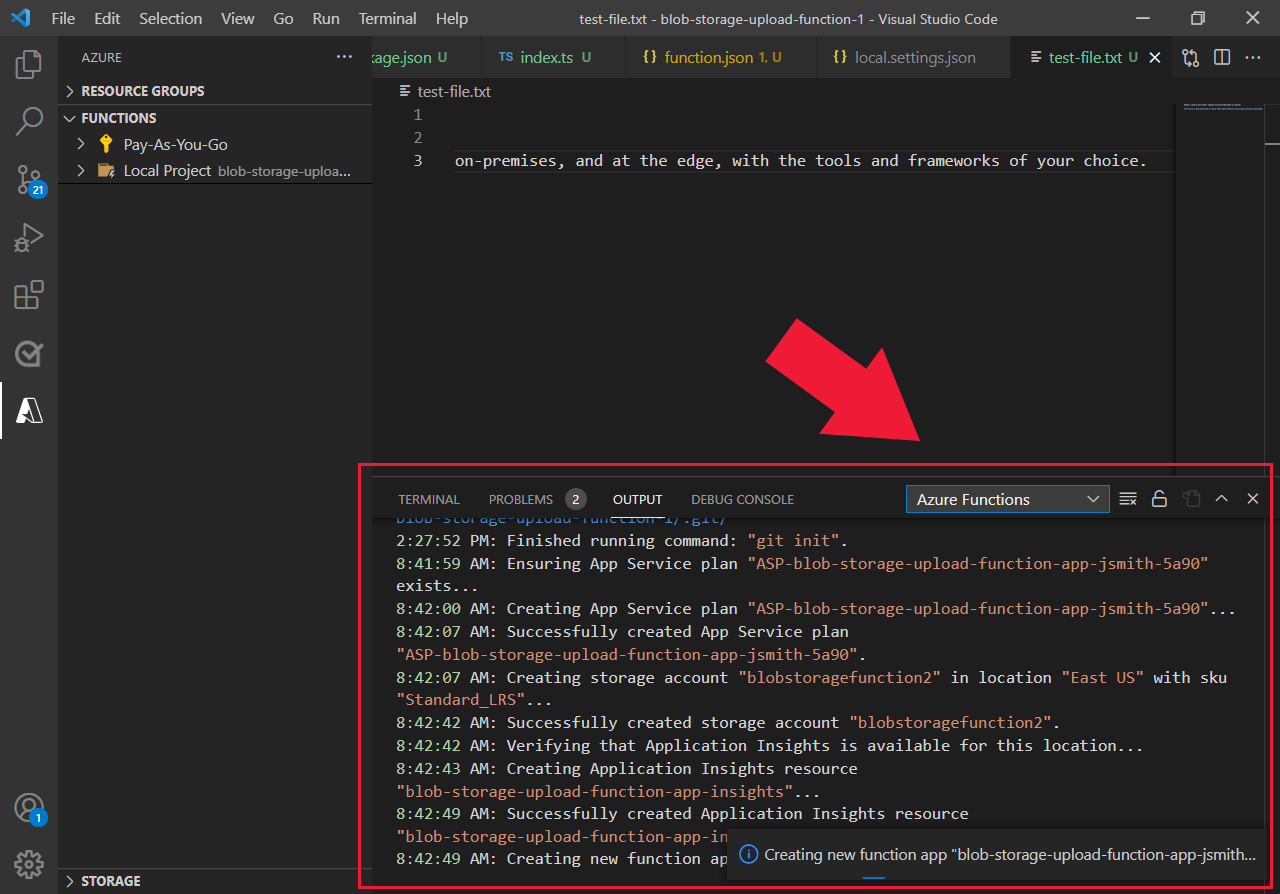 File Edit Selection View Go Run Terminal Help
test-file.txt - blob-storage-upload-function-1 - Visual Studio Code
AZURE
RESOURCE GROUPS
FUNCTIONS
Pay-As-You-Go
Local Project blob-storage-uploa...
STORAGE
21
1
kage.json U
TS index.ts U
{} function.json 1, U
{} local.settings.json
test-file.txt U
test-file.txt
1
2
3 on-premises, and at the edge, with the tools and frameworks of your choice.
TERMINAL PROBLEMS 2 OUTPUT DEBUG CONSOLE
Azure Functions
blob-storage-upload-function-1/.git/
2:27:52 PM: Finished running command: "git init".
8:41:59 AM: Ensuring App Service plan "ASP-blob-storage-upload-function-app-jsmith-5a90"
exists...
8:42:00 AM: Creating App Service plan "ASP-blob-storage-upload-function-app-jsmith-5a90"...
8:42:07 AM: Successfully created App Service plan
"ASP-blob-storage-upload-function-app-jsmith-5a90".
8:42:07 AM: Creating storage account "blobstoragefunction2" in location "East US" with sku
"Standard_LRS"...
8:42:42 AM: Successfully created storage account "blobstoragefunction2".
8:42:42 AM: Verifying that Application Insights is available for this location...
8:42:43 AM: Creating Application Insights resource
"blob-storage-upload-function-app-insights"...
8:42:49 AM: Successfully created Application Insights resource
"blob-storage-upload-function-app-in
8:42:49 AM: Creating new function ap
Creating new function app "blob-storage-upload-function-app-jsmith...